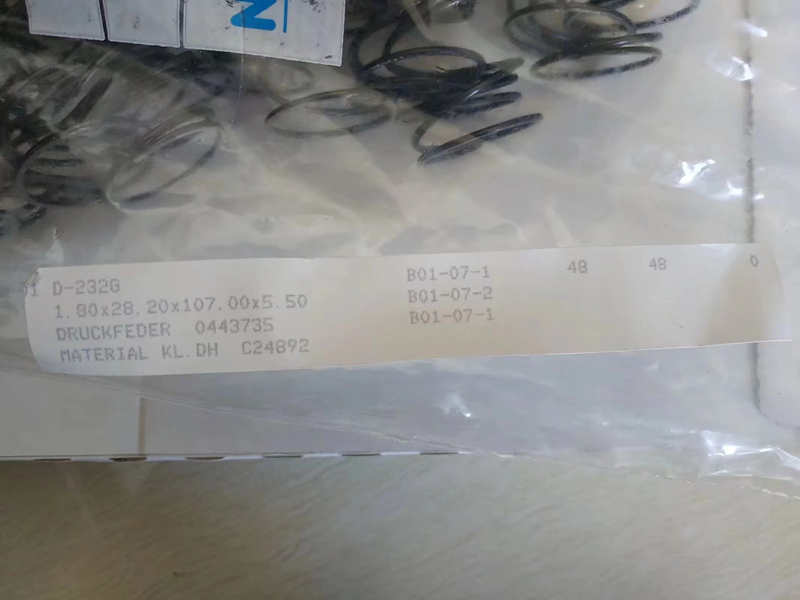 N
1 D-232G B01-07-1 48 48 0
1.80x28.20x107.00x5.50 B01-07-2
DRUCKFEDER 0443735 B01-07-1
MATERIAL KL.DH C24892